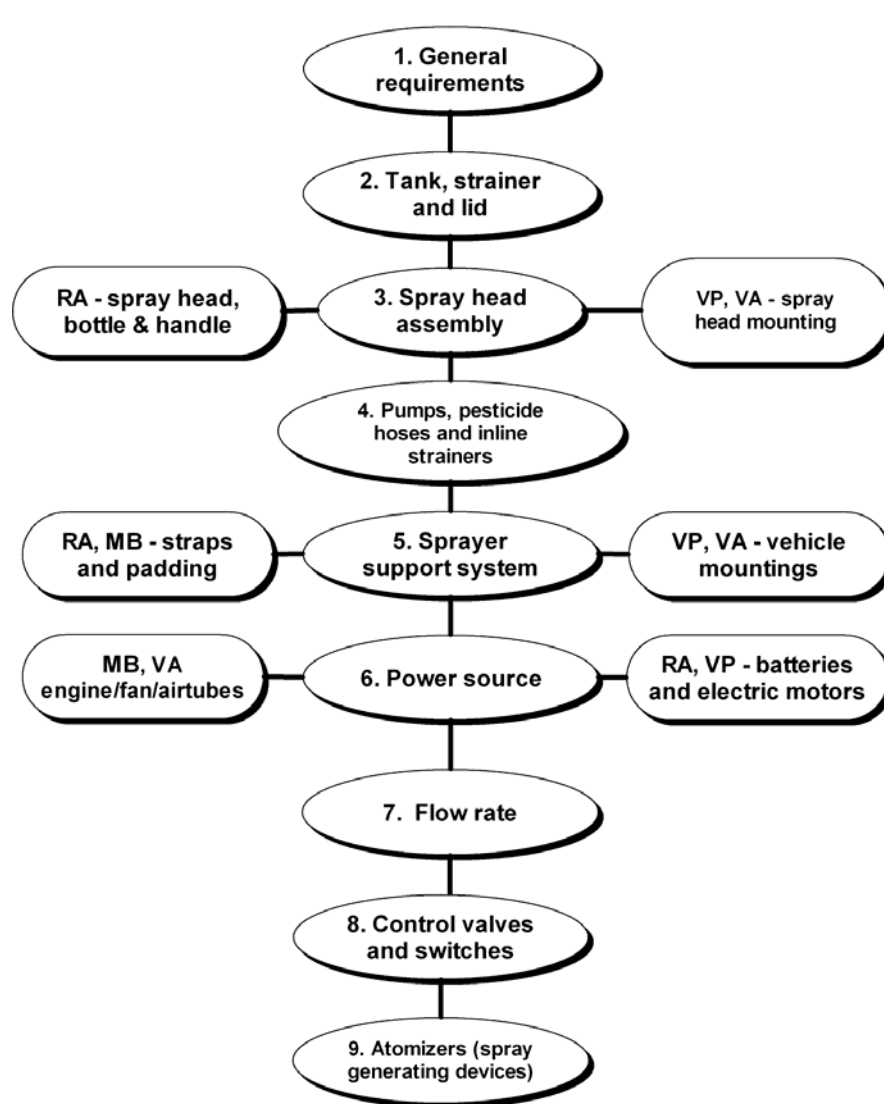 1. General
requirements
2. Tank, strainer
and lid
RA - spray head,
bottle & handle
3. Spray head
assembly
VP, VA - spray
head mounting
4. Pumps, pesticide
hoses and inline
strainers
RA, MB - straps
and padding
5. Sprayer
support system
VP, VA - vehicle
mountings
MB, VA
engine/fan/airtubes
6. Power source
RA, VP - batteries
and electric motors
7. Flow rate
8. Control valves
and switches
9. Atomizers (spray
generating devices)